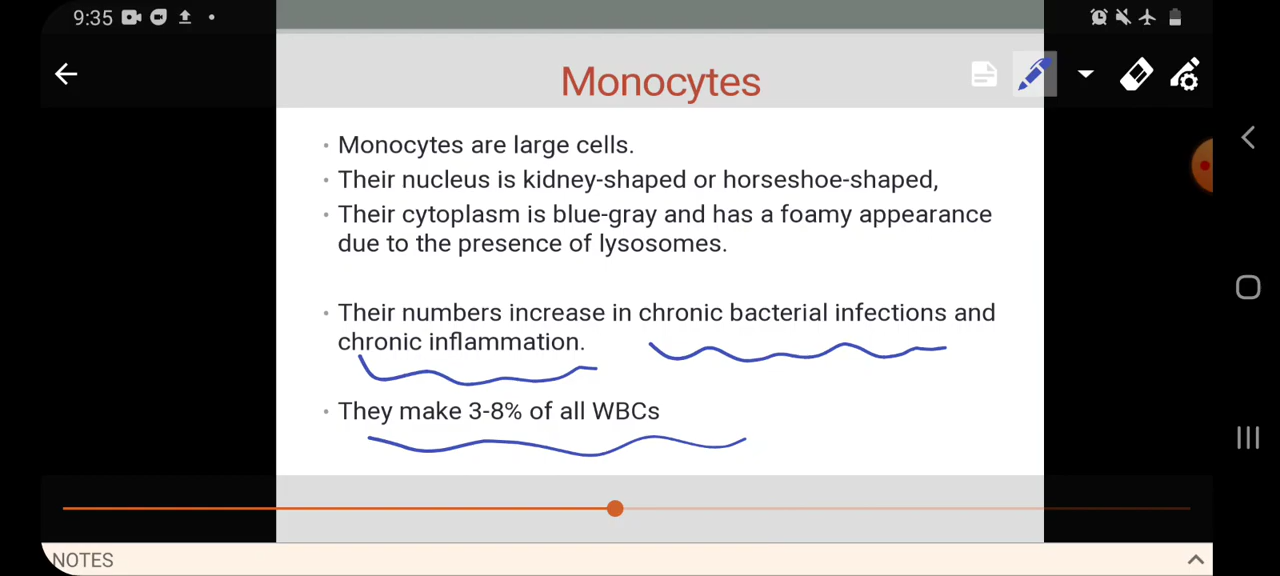 9:35
Monocytes
• Monocytes are large cells.
• Their nucleus is kidney-shaped or horseshoe-shaped,
• Their cytoplasm is blue-gray and has a foamy appearance
due to the presence of lysosomes.
• Their numbers increase in chronic bacterial infections and
chronic inflammation.
• They make 3-8% of all WBCs
NOTES